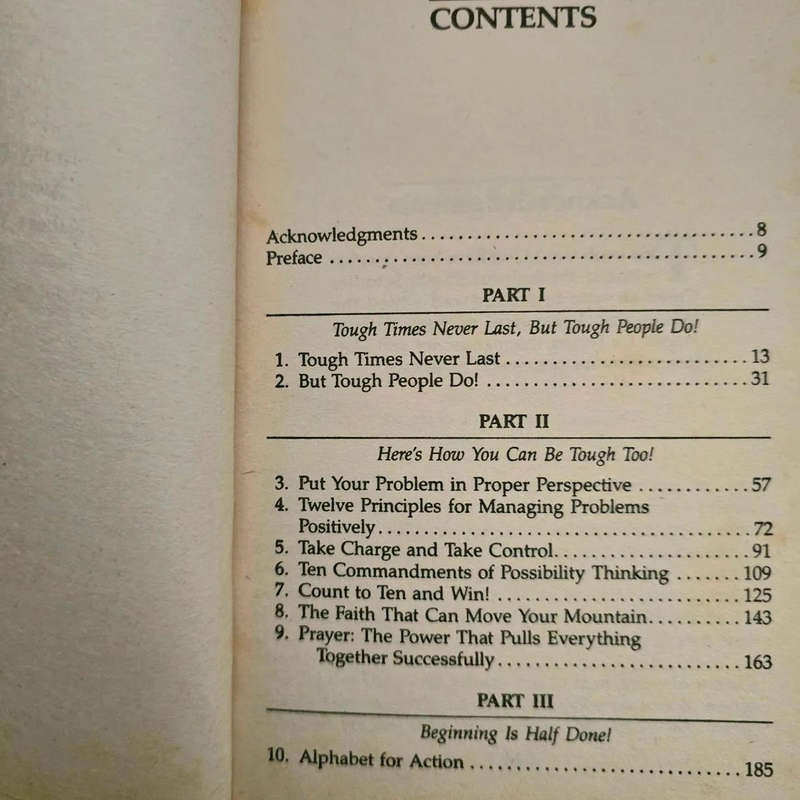 CONTENTS
Acknowledgments....................................8
Preface ..............................................9
PART I
Tough Times Never Last, But Tough People Do!
1. Tough Times Never Last...........................13
2. But Tough People Do! ............................31
PART II
Here's How You Can Be Tough Too!
3. Put Your Problem in Proper Perspective ............57
4. Twelve Principles for Managing Problems
Positively........................................72
5. Take Charge and Take Control.....................91
6. Ten Commandments of Possibility Thinking .......109
7. Count to Ten and Win! ..........................125
8. The Faith That Can Move Your Mountain..........143
9. Prayer: The Power That Pulls Everything
Together Successfully...........................163
PART III
Beginning Is Half Done!
10. Alphabet for Action .............................185